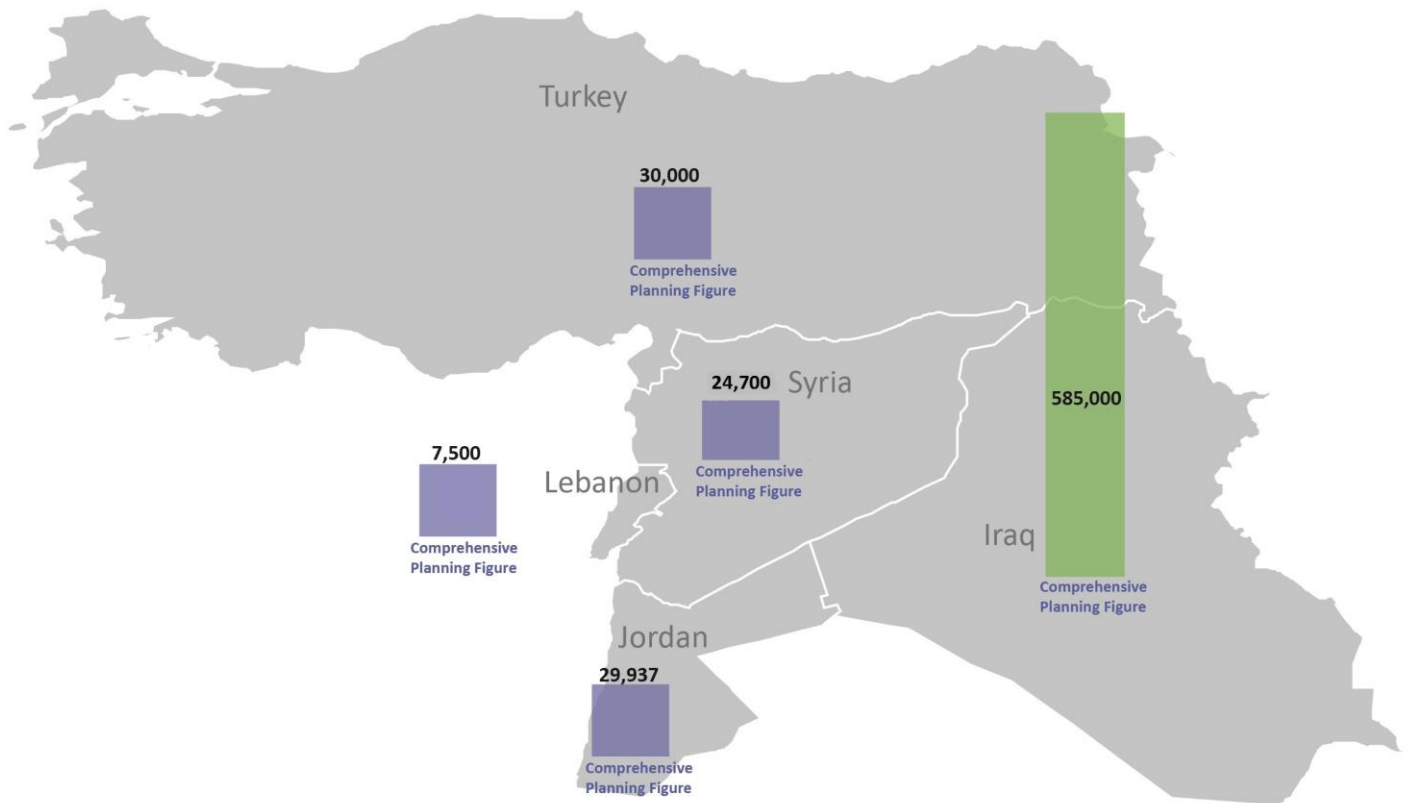 Turkey
30,000
Comprehensive
Planning Figure
24,700
Syria
Comprehensive
Planning Figure
7,500
Lebanon
Comprehensive
Planning Figure
585,000
Iraq
Comprehensive
Planning Figure
Jordan
29,937
Comprehensive
Planning Figure